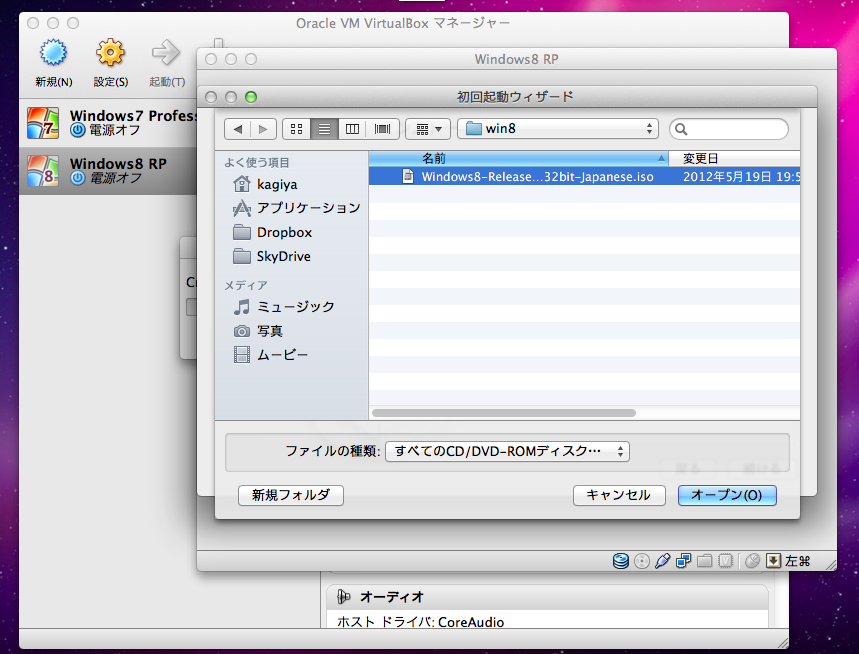 Oracle VM VirtualBox マネージャー
新規(N)
設定(S)
起動(T)
Windows7 Profess
電源オフ
Windows8 RP
電源オフ
Windows8 RP
初回起動ウィザード
win8
よく使う項目
kagiya
アプリケーション
Dropbox
SkyDrive
メディア
ミュージック
写真
ムービー
名前
変更日
Windows8-Release...32bit-Japanese.iso
2012年5月19日 19:5
ファイルの種類:
すべてのCD/DVD-ROMディスク…
新規フォルダ
キャンセル
オープン(O)
左⌘
オーディオ
ホスト ドライバ: CoreAudio